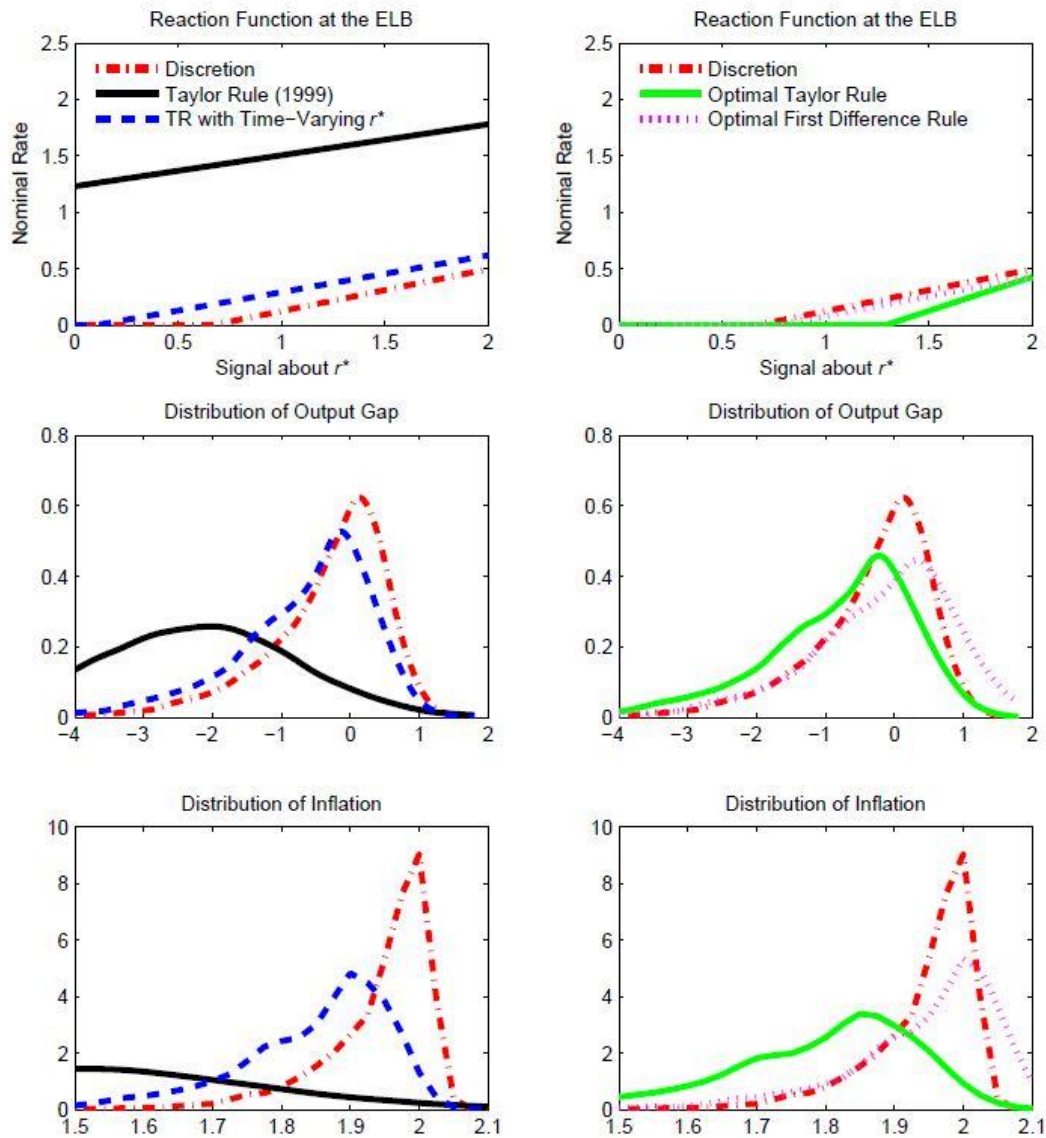 Reaction Function at the ELB
2.5
2
1.5
1
0.5
0
Nominal Rate
Discretion
Taylor Rule (1999)
TR with Time−Varying r*
0 0.5 1 1.5 2
Signal about r*
Reaction Function at the ELB
2.5
2
1.5
1
0.5
0
Nominal Rate
Discretion
Optimal Taylor Rule
Optimal First Difference Rule
0 0.5 1 1.5 2
Signal about r*
Distribution of Output Gap
0.8
0.6
0.4
0.2
0
−4 −3 −2 −1 0 1 2
Distribution of Output Gap
0.8
0.6
0.4
0.2
0
−4 −3 −2 −1 0 1 2
Distribution of Inflation
10
8
6
4
2
0
1.5 1.6 1.7 1.8 1.9 2 2.1
Distribution of Inflation
10
8
6
4
2
0
1.5 1.6 1.7 1.8 1.9 2 2.1